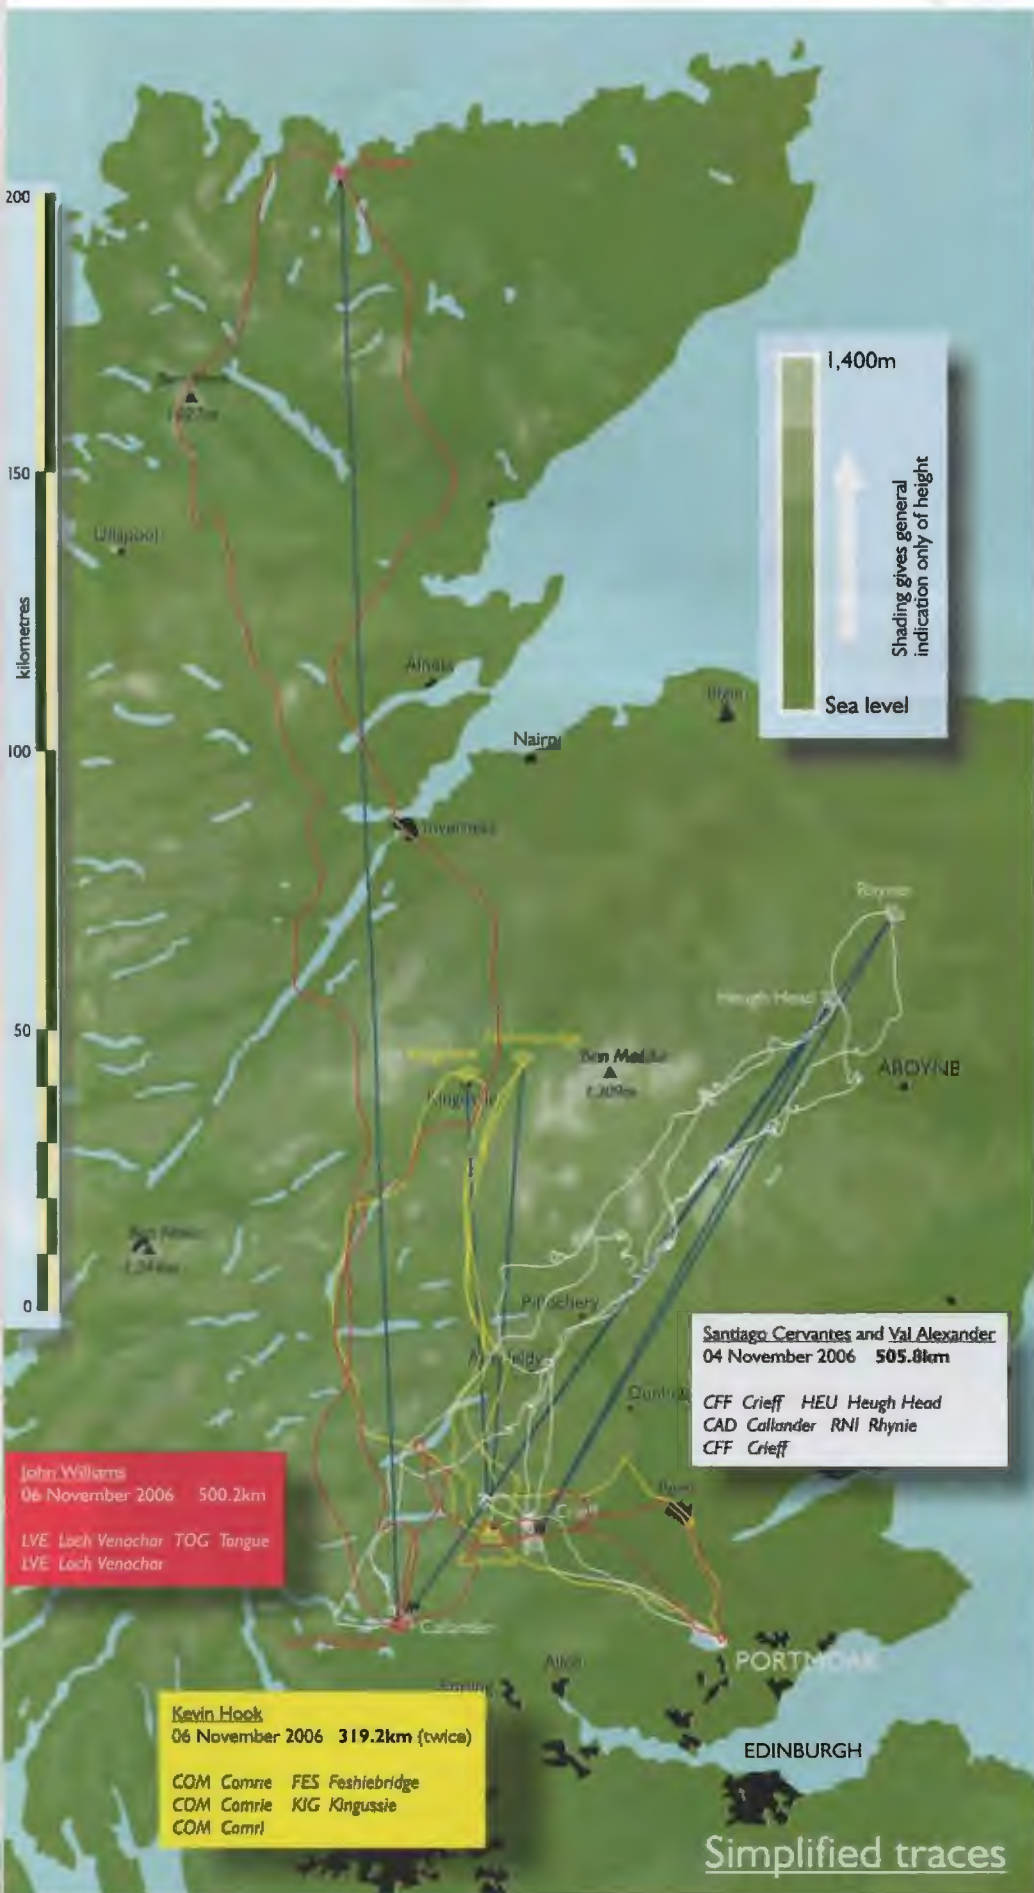 200
150
kilometres
100
50
0
1,400m
Shading gives general
indication only of height
Sea level
Ullapool
Alness
Elgin
Nairn
Inverness
Rhynie
Heugh Head
ABOYNE
Kingussie
Pitlochry
Callander
Alloa
PORTMOAK
EDINBURGH
Santiago Cervantes and Val Alexander
04 November 2006 505.8km
CFF Crieff HEU Heugh Head
CAD Callander RNI Rhynie
CFF Crieff
John Williams
06 November 2006 500.2km
LVE Loch Venachar TOG Tongue
LVE Loch Venachar
Kevin Hook
06 November 2006 319.2km (twice)
COM Comrie FES Feshiebridge
COM Comrie KIG Kingussie
COM Comri
Simplified traces